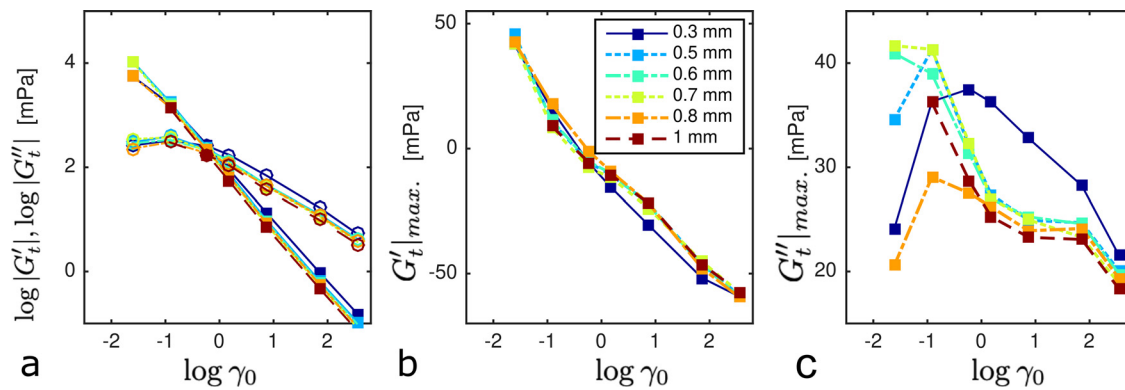 4
2
0
-2 -1 0 1 2
log γ0
log |G't|, log |G''t| [mPa]
a
50
0
-50
-2 -1 0 1 2
log γ0
G't|max. [mPa]
b
0.3 mm
0.5 mm
0.6 mm
0.7 mm
0.8 mm
1 mm
40
30
20
-2 -1 0 1 2
log γ0
G''t|max. [mPa]
c